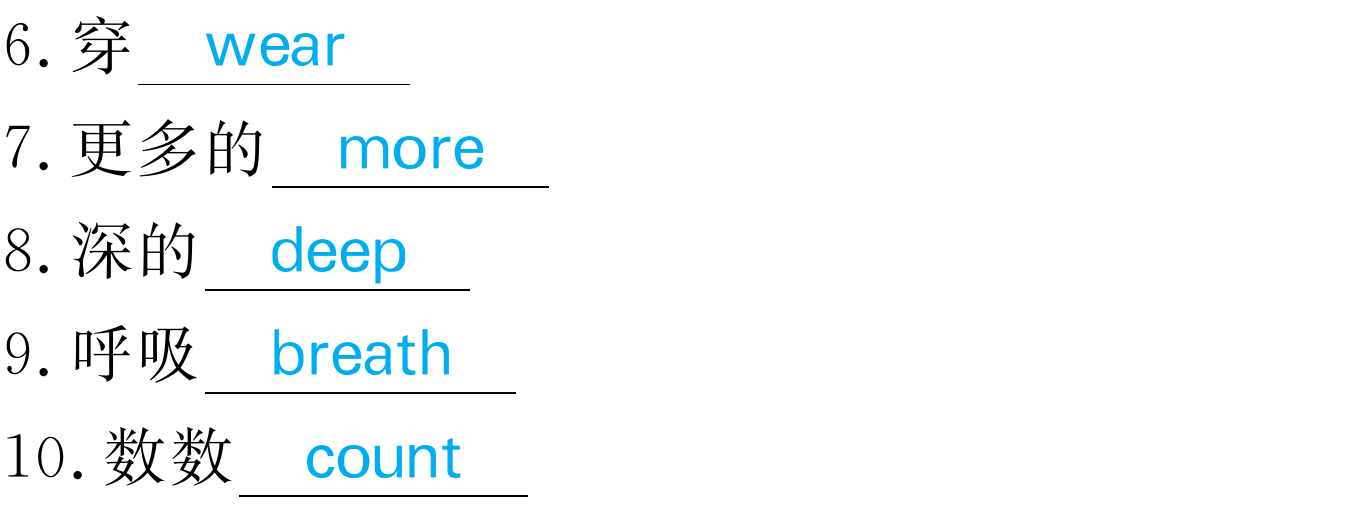 6. 穿 wear
7. 更多的 more
8. 深的 deep
9. 呼吸 breath
10. 数数 count